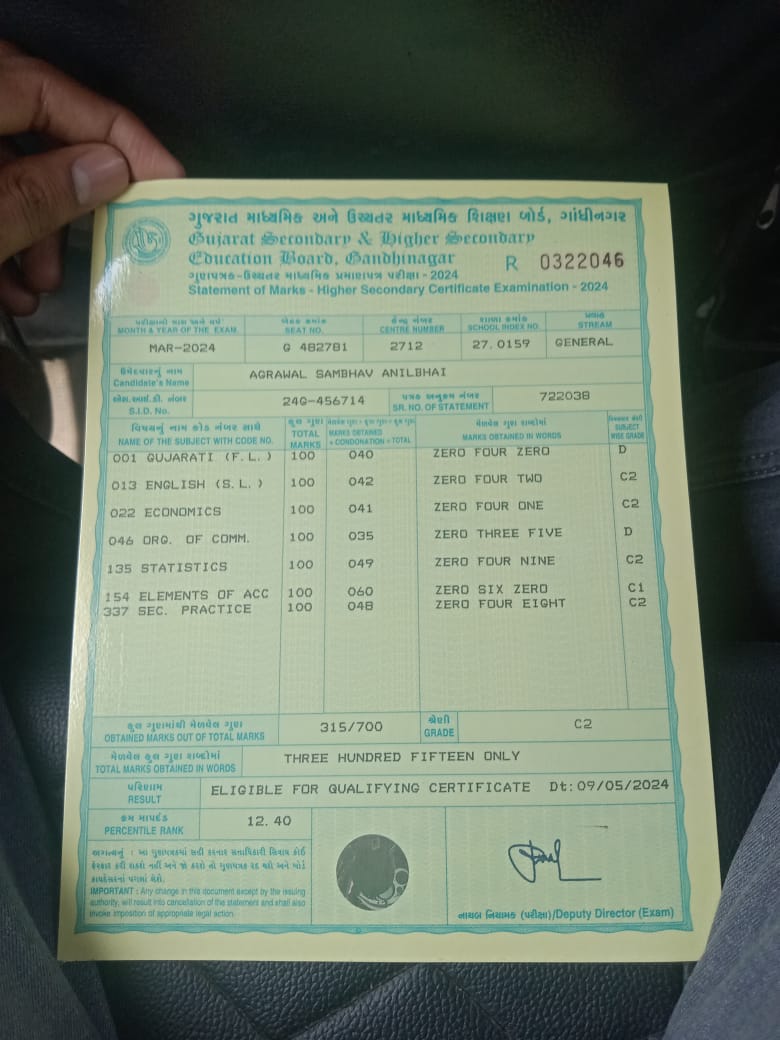 ગુજરાત માધ્યમિક અને ઉચ્ચતર માધ્યમિક શિક્ષણ બોર્ડ, ગાંધીનગર
Gujarat Secondary & Higher Secondary
Education Board, Gandhinagar
R 0322046
ગુણપત્રક-ઉચ્ચતર માધ્યમિક પ્રમાણપત્ર પરીક્ષા - 2024
Statement of Marks - Higher Secondary Certificate Examination - 2024
પરીક્ષાનો માસ અને વર્ષ બેઠક ક્રમાંક કેન્દ્ર નંબર શાળા ક્રમાંક પ્રવાહ
MONTH & YEAR OF THE EXAM. SEAT NO. CENTRE NUMBER SCHOOL INDEX NO. STREAM
MAR-2024 G 482781 2712 27.0159 GENERAL
ઉમેદવારનું નામ
Candidate's Name AGRAWAL SAMBHAV ANILBHAI
એસ.આઈ.ડી. નંબર પત્રક અનુક્રમ નંબર
S.I.D. No. 24G-456714 SR. NO. OF STATEMENT 722038
વિષયનું નામ કોડ નંબર સાથે કુલ ગુણ મેળવેલ ગુણ શબ્દોમાં
NAME OF THE SUBJECT WITH CODE NO. TOTAL MARKS MARKS OBTAINED + CONDONATION = TOTAL MARKS OBTAINED IN WORDS SUBJECT WISE GRADE
001 GUJARATI (F.L.) 100 040 ZERO FOUR ZERO D
013 ENGLISH (S.L.) 100 042 ZERO FOUR TWO C2
022 ECONOMICS 100 041 ZERO FOUR ONE C2
046 ORG. OF COMM. 100 035 ZERO THREE FIVE D
135 STATISTICS 100 049 ZERO FOUR NINE C2
154 ELEMENTS OF ACC 100 060 ZERO SIX ZERO C1
337 SEC. PRACTICE 100 048 ZERO FOUR EIGHT C2
કુલ ગુણમાંથી મેળવેલ ગુણ શ્રેણી
OBTAINED MARKS OUT OF TOTAL MARKS 315/700 GRADE C2
મેળવેલ કુલ ગુણ શબ્દોમાં
TOTAL MARKS OBTAINED IN WORDS THREE HUNDRED FIFTEEN ONLY
પરિણામ
RESULT ELIGIBLE FOR QUALIFYING CERTIFICATE Dt:09/05/2024
ક્રમ માપદંડ
PERCENTILE RANK 12.40
અગત્યનું : આ ગુણપત્રકમાં સહી કરનાર સત્તાધિકારી સિવાય કોઈ
ફેરફાર કરી શકશે નહીં અને જો કરશે તો ગુણપત્રક રદ થશે અને યોગ્ય
કાયદેસરનાં પગલાં લેશે.
IMPORTANT : Any change in this document except by the issuing
authority, will result into cancellation of the statement and shall also
invoke imposition of appropriate legal action.
નાયબ નિયામક (પરીક્ષા)/Deputy Director (Exam)